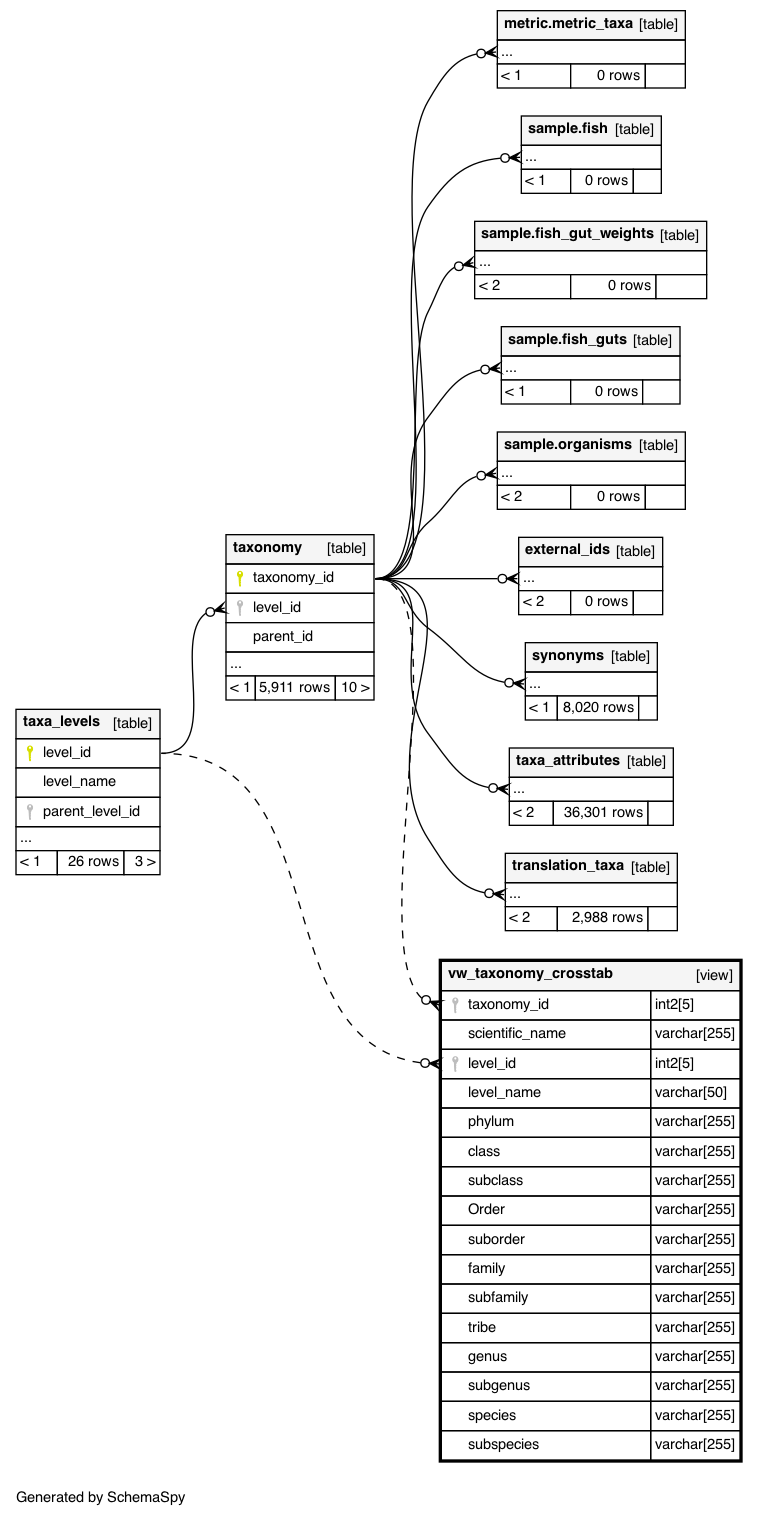 metric.metric_taxa [table]
...
< 1 0 rows
sample.fish [table]
...
< 1 0 rows
sample.fish_gut_weights [table]
...
< 2 0 rows
sample.fish_guts [table]
...
< 1 0 rows
sample.organisms [table]
...
< 2 0 rows
external_ids [table]
...
< 2 0 rows
synonyms [table]
...
< 1 8,020 rows
taxa_attributes [table]
...
< 2 36,301 rows
translation_taxa [table]
...
< 2 2,988 rows
taxonomy [table]
taxonomy_id
level_id
parent_id
...
< 1 5,911 rows 10 >
taxa_levels [table]
level_id
level_name
parent_level_id
...
< 1 26 rows 3 >
vw_taxonomy_crosstab [view]
taxonomy_id int2[5]
scientific_name varchar[255]
level_id int2[5]
level_name varchar[50]
phylum varchar[255]
class varchar[255]
subclass varchar[255]
Order varchar[255]
suborder varchar[255]
family varchar[255]
subfamily varchar[255]
tribe varchar[255]
genus varchar[255]
subgenus varchar[255]
species varchar[255]
subspecies varchar[255]
Generated by SchemaSpy